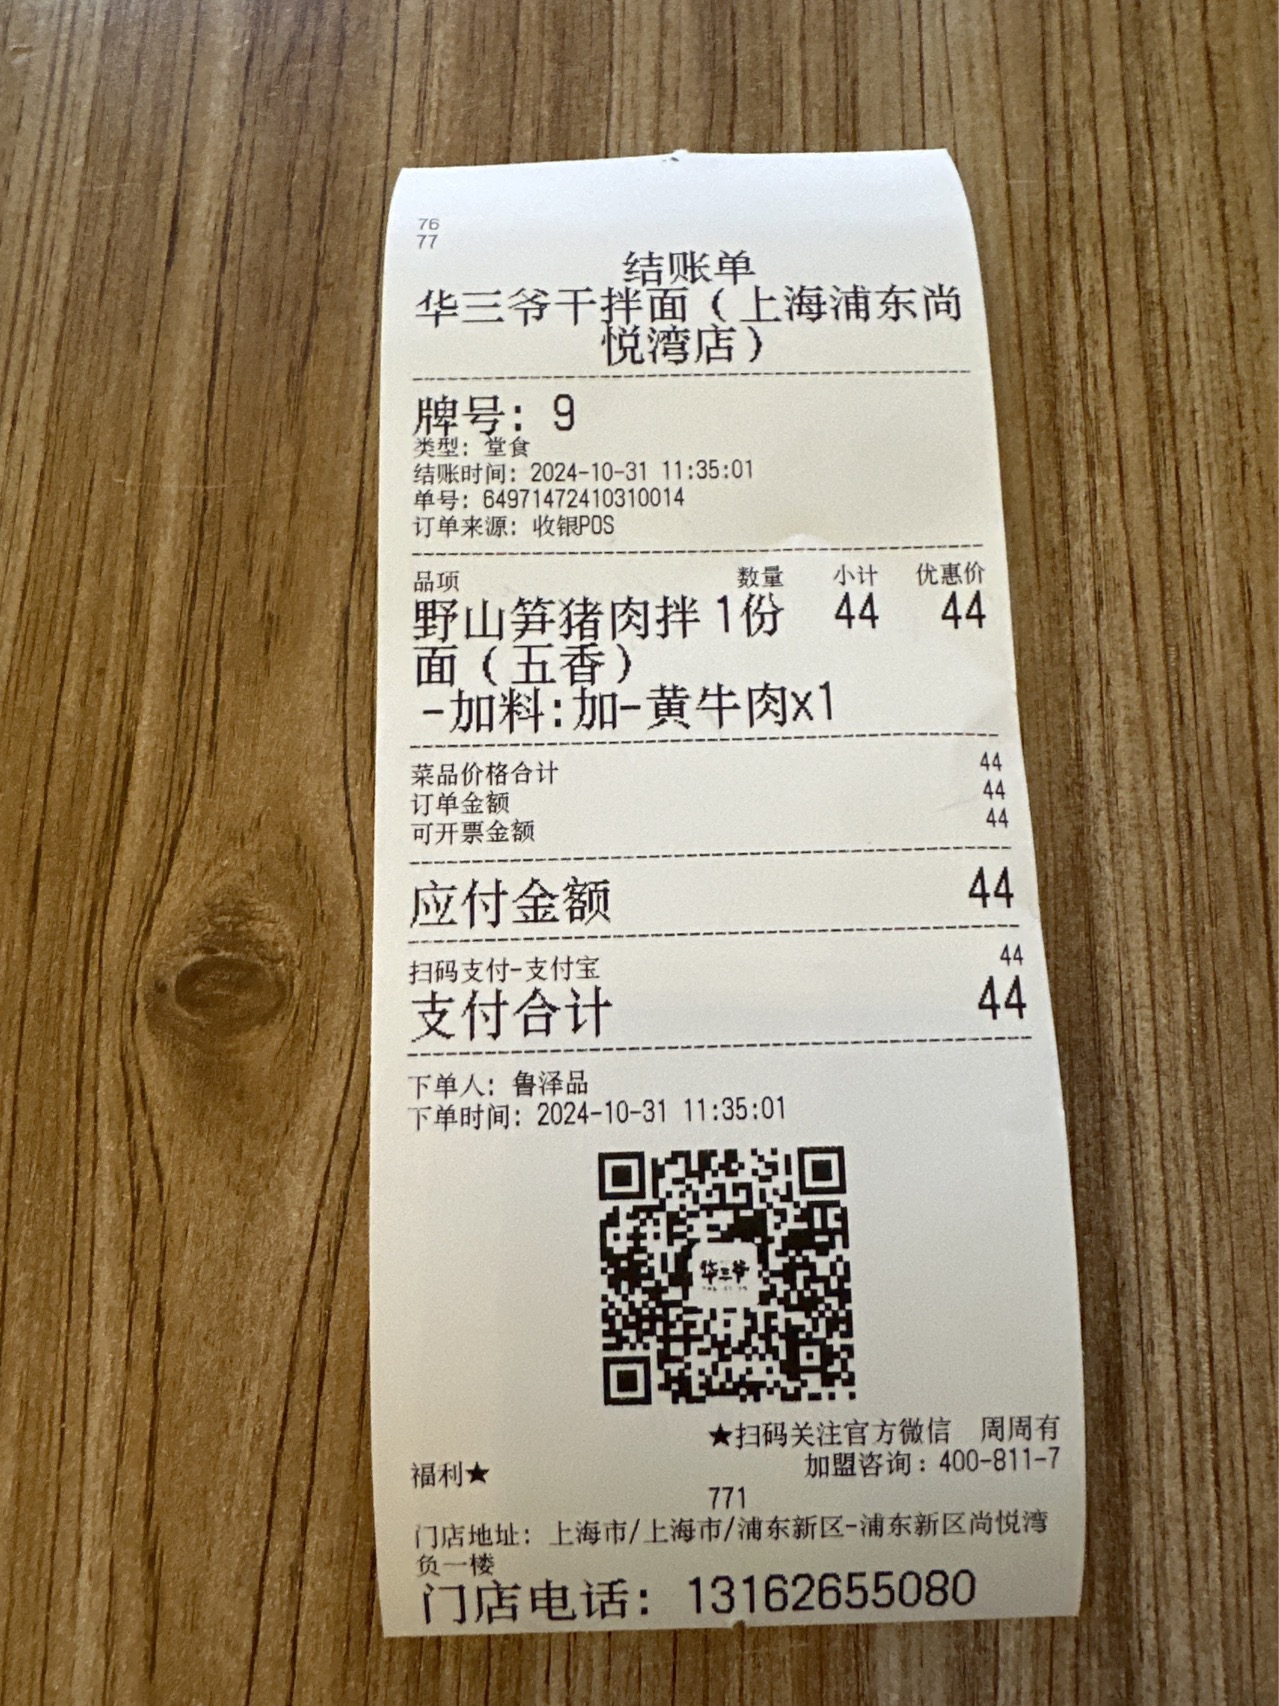 76
77
结账单
华三爷干拌面（上海浦东尚
悦湾店）
牌号: 9
类型: 堂食
结账时间: 2024-10-31 11:35:01
单号: 64971472410310014
订单来源: 收银POS
品项 数量 小计 优惠价
野山笋猪肉拌 1份 44 44
面（五香）
-加料:加-黄牛肉x1
菜品价格合计 44
订单金额 44
可开票金额 44
应付金额 44
扫码支付-支付宝 44
支付合计 44
下单人: 鲁泽品
下单时间: 2024-10-31 11:35:01
华三爷
★扫码关注官方微信 周周有
福利★ 加盟咨询：400-811-7
771
门店地址: 上海市/上海市/浦东新区-浦东新区尚悦湾
负一楼
门店电话: 13162655080